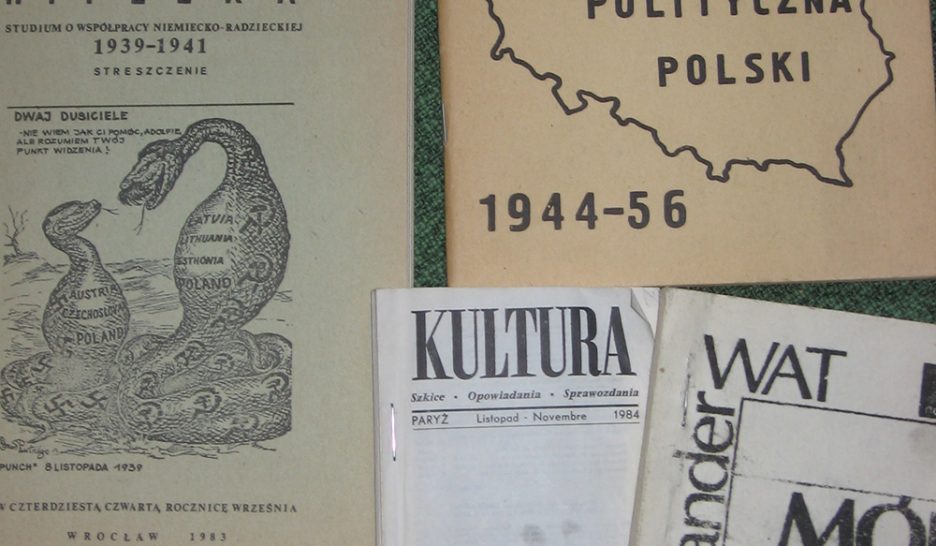 STUDIUM O WSPÓŁPRACY NIEMIECKO-RADZIECKIEJ
1939-1941
STRESZCZENIE
DWAJ DUSICIELE
-NIE WIEM JAK CI POMÓC, ADOLFIE,
ALE ROZUMIEM TWÓJ
PUNKT WIDZENIA!
LATVIA
LITHUANIA
ESTHONIA
POLAND
AUSTRIA
CZECHOSLOVA
POLAND
PUNCH" 8 LISTOPADA 1939
W CZTERDZIESTĄ CZWARTĄ ROCZNICĘ WRZEŚNIA
WROCŁAW 1983
POLITYCZNA
POLSKI
1944-56
KULTURA
Szkice • Opowiadania • Sprawozdania
PARYŻ Listopad - Novembre 1984
ander
WAT
MÓ